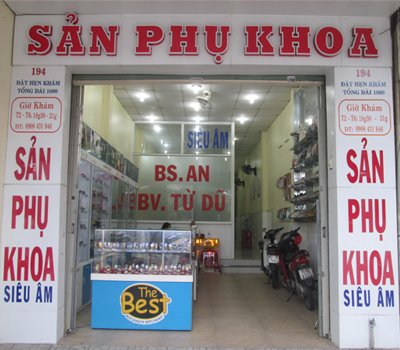 SẢN PHỤ KHOA
194
ĐẶT HẸN KHÁM
TỔNG ĐÀI 1080
Giờ Khám
SẢN
PHỤ
KHOA
SIÊU ÂM
SIÊU ÂM
BS. AN
BV. TỪ DŨ
The
Best
194
ĐẶT HẸN KHÁM
TỔNG ĐÀI 1080
Giờ Khám
SẢN
PHỤ
KHOA
SIÊU ÂM